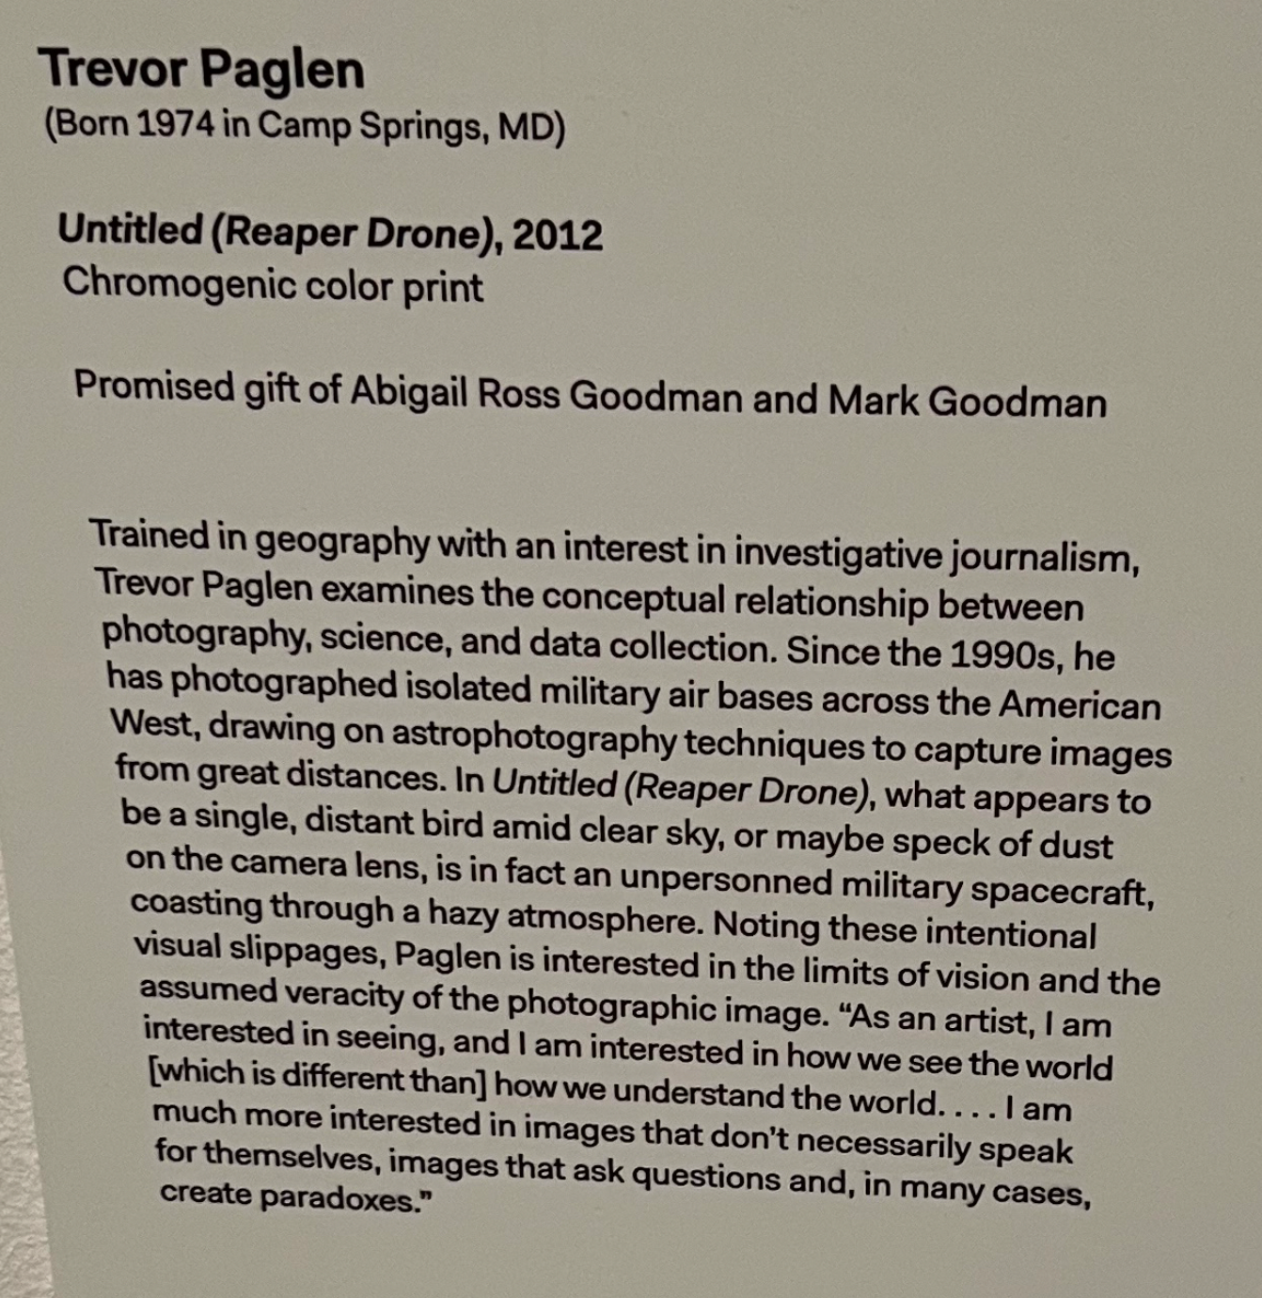 Trevor Paglen
(Born 1974 in Camp Springs, MD)
Untitled (Reaper Drone), 2012
Chromogenic color print
Promised gift of Abigail Ross Goodman and Mark Goodman
Trained in geography with an interest in investigative journalism,
Trevor Paglen examines the conceptual relationship between
photography, science, and data collection. Since the 1990s, he
has photographed isolated military air bases across the American
West, drawing on astrophotography techniques to capture images
from great distances. In Untitled (Reaper Drone), what appears to
be a single, distant bird amid clear sky, or maybe speck of dust
on the camera lens, is in fact an unpersonned military spacecraft,
coasting through a hazy atmosphere. Noting these intentional
visual slippages, Paglen is interested in the limits of vision and the
assumed veracity of the photographic image. “As an artist, I am
interested in seeing, and I am interested in how we see the world
[which is different than] how we understand the world. . . . I am
much more interested in images that don’t necessarily speak
for themselves, images that ask questions and, in many cases,
create paradoxes.”